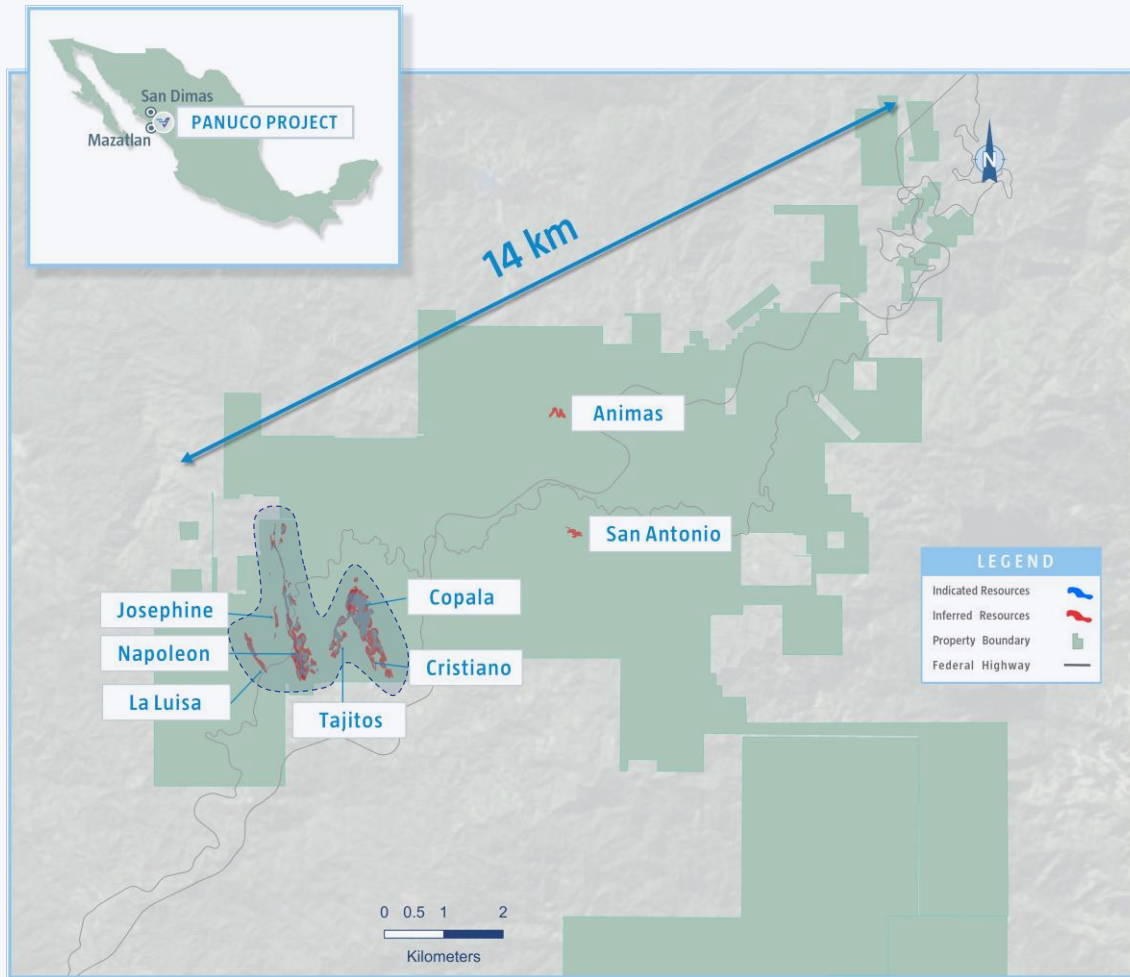 San Dimas
PANUCO PROJECT
Mazatlan
N
14 km
Animas
San Antonio
Josephine
Copala
Napoleon
Cristiano
La Luisa
Tajitos
LEGEND
Indicated Resources
Inferred Resources
Property Boundary
Federal Highway
0 0.5 1 2
Kilometers